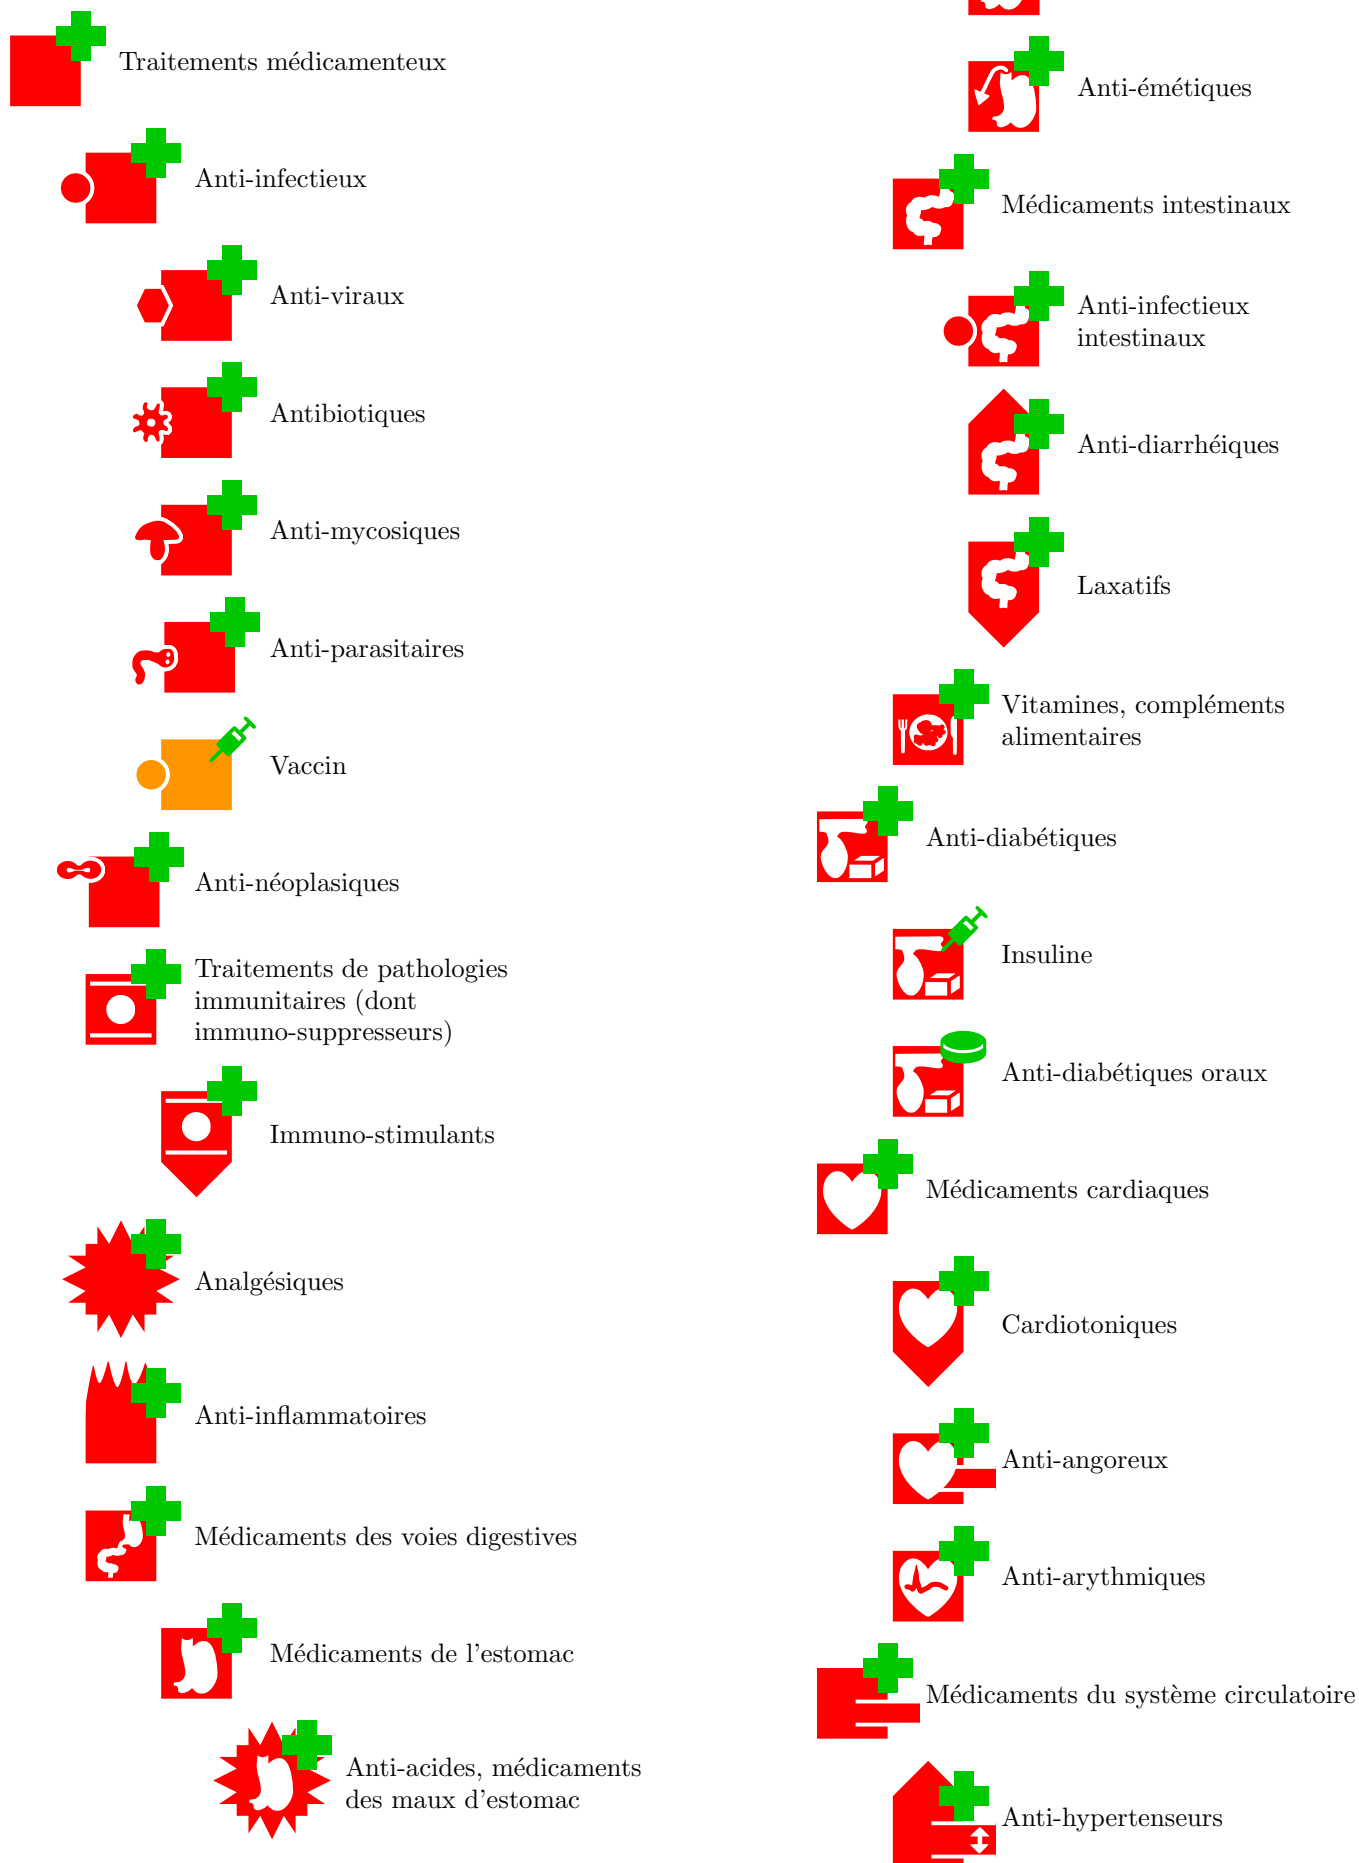 Traitements médicamenteux
Anti-infectieux
Anti-viraux
Antibiotiques
Anti-mycosiques
Anti-parasitaires
Vaccin
Anti-néoplasiques
Traitements de pathologies
immunitaires (dont
immuno-suppresseurs)
Immuno-stimulants
Analgésiques
Anti-inflammatoires
Médicaments des voies digestives
Médicaments de l'estomac
Anti-acides, médicaments
des maux d'estomac
Anti-émétiques
Médicaments intestinaux
Anti-infectieux
intestinaux
Anti-diarrhéiques
Laxatifs
Vitamines, compléments
alimentaires
Anti-diabétiques
Insuline
Anti-diabétiques oraux
Médicaments cardiaques
Cardiotoniques
Anti-angoreux
Anti-arythmiques
Médicaments du système circulatoire
Anti-hypertenseurs